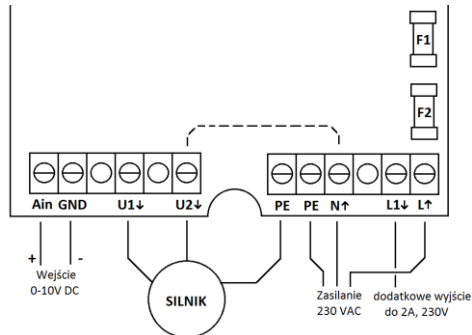 F1
F2
Ain GND U1↓ U2↓ PE PE N↑ L1↓ L↑
+ -
Wejście
0-10V DC
SILNIK
Zasilanie
230 VAC
dodatkowe wyjście
do 2A, 230V